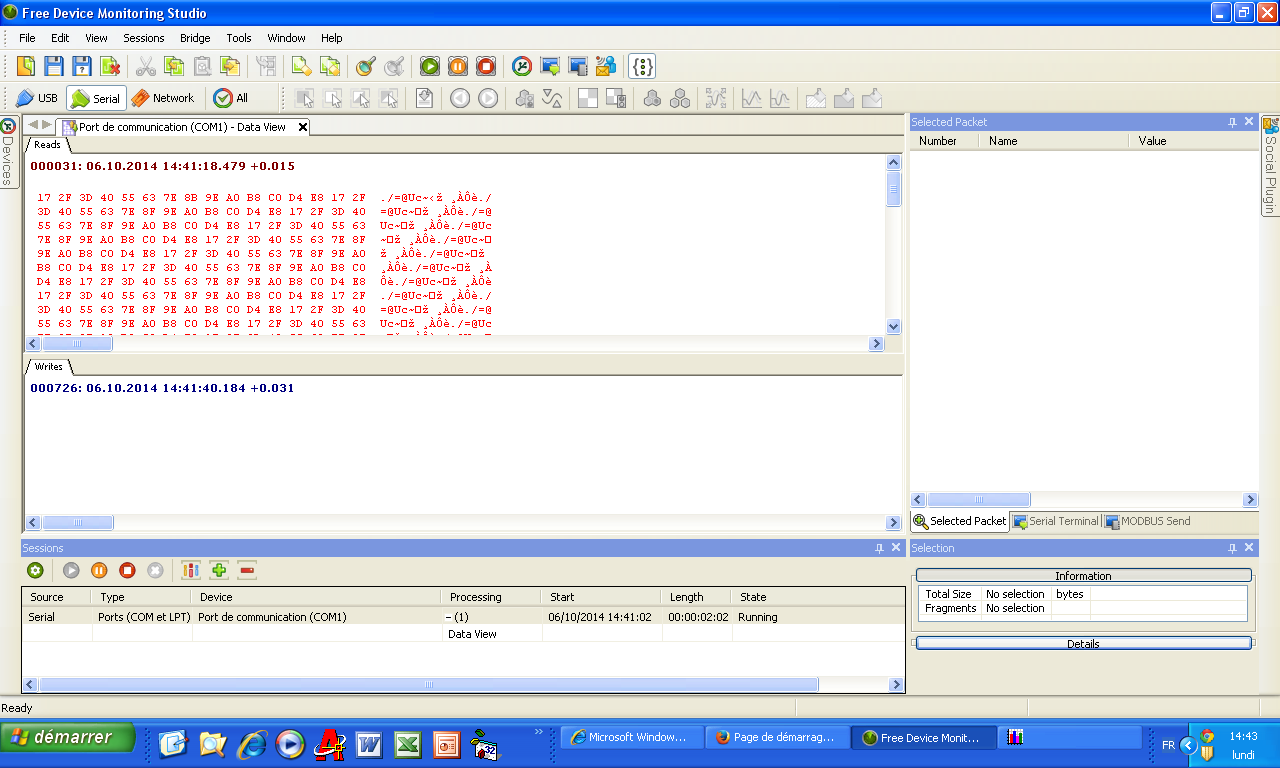 Free Device Monitoring Studio
File Edit View Sessions Bridge Tools Window Help
USB Serial Network All
Devices
Port de communication (COM1) - Data View
Reads
000031: 06.10.2014 14:41:18.479 +0.015
17 2F 3D 40 55 63 7E 8B 9E A0 B8 C0 D4 E8 17 2F ./=@Uc~<ž ¸ÀÔè./
3D 40 55 63 7E 8F 9E A0 B8 C0 D4 E8 17 2F 3D 40 =@Uc~□ž ¸ÀÔè./=@
55 63 7E 8F 9E A0 B8 C0 D4 E8 17 2F 3D 40 55 63 Uc~□ž ¸ÀÔè./=@Uc
7E 8F 9E A0 B8 C0 D4 E8 17 2F 3D 40 55 63 7E 8F ~□ž ¸ÀÔè./=@Uc~□
9E A0 B8 C0 D4 E8 17 2F 3D 40 55 63 7E 8F 9E A0 ž ¸ÀÔè./=@Uc~□ž
B8 C0 D4 E8 17 2F 3D 40 55 63 7E 8F 9E A0 B8 C0 ¸ÀÔè./=@Uc~□ž ¸À
D4 E8 17 2F 3D 40 55 63 7E 8F 9E A0 B8 C0 D4 E8 Ôè./=@Uc~□ž ¸ÀÔè
17 2F 3D 40 55 63 7E 8F 9E A0 B8 C0 D4 E8 17 2F ./=@Uc~□ž ¸ÀÔè./
3D 40 55 63 7E 8F 9E A0 B8 C0 D4 E8 17 2F 3D 40 =@Uc~□ž ¸ÀÔè./=@
55 63 7E 8F 9E A0 B8 C0 D4 E8 17 2F 3D 40 55 63 Uc~□ž ¸ÀÔè./=@Uc
Writes
000726: 06.10.2014 14:41:40.184 +0.031
Selected Packet
Number Name Value
Social Plugin
Selected Packet Serial Terminal MODBUS Send
Sessions
Source Type Device Processing Start Length State
Serial Ports (COM et LPT) Port de communication (COM1) – (1) 06/10/2014 14:41:02 00:00:02:02 Running
Data View
Selection
Information
Total Size No selection bytes
Fragments No selection
Details
Ready
démarrer
Microsoft Window...
Page de démarrag...
Free Device Monit...
FR
14:43
lundi